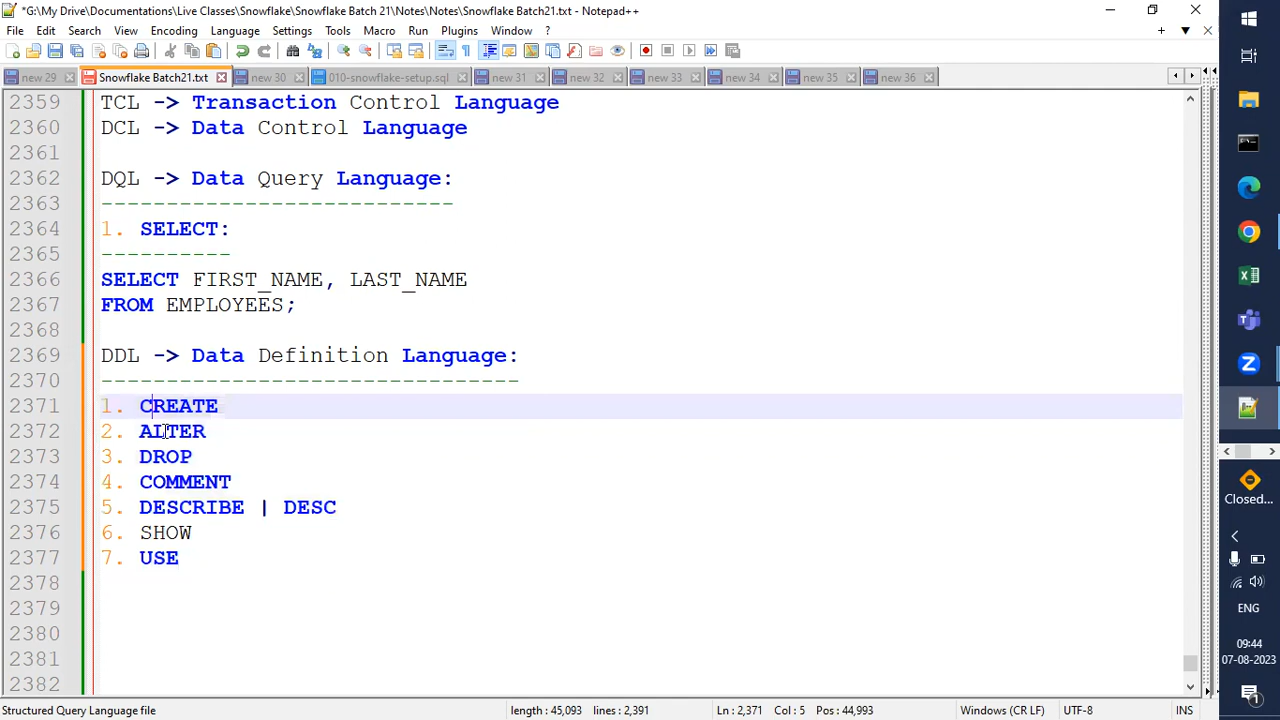 *G:\My Drive\Documentations\Live Classes\Snowflake Batch 21\Notes\Notes\Snowflake Batch21.txt - Notepad++
File Edit Search View Encoding Language Settings Tools Macro Run Plugins Window ?
new 29 Snowflake Batch21.txt new 30 010-snowflake-setup.sql new 31 new 32 new 33 new 34 new 35 new 36
2359 TCL -> Transaction Control Language
2360 DCL -> Data Control Language
2361
2362 DQL -> Data Query Language:
2363 ---------------------------
2364 1. SELECT:
2365 ----------
2366 SELECT FIRST_NAME, LAST_NAME
2367 FROM EMPLOYEES;
2368
2369 DDL -> Data Definition Language:
2370 --------------------------------
2371 1. CREATE
2372 2. ALTER
2373 3. DROP
2374 4. COMMENT
2375 5. DESCRIBE | DESC
2376 6. SHOW
2377 7. USE
2378
2379
2380
2381
2382
Structured Query Language file length : 45,093 lines : 2,391 Ln : 2,371 Col : 5 Pos : 44,993 Windows (CR LF) UTF-8 INS
Closed...
ENG
09:44
07-08-2023
1